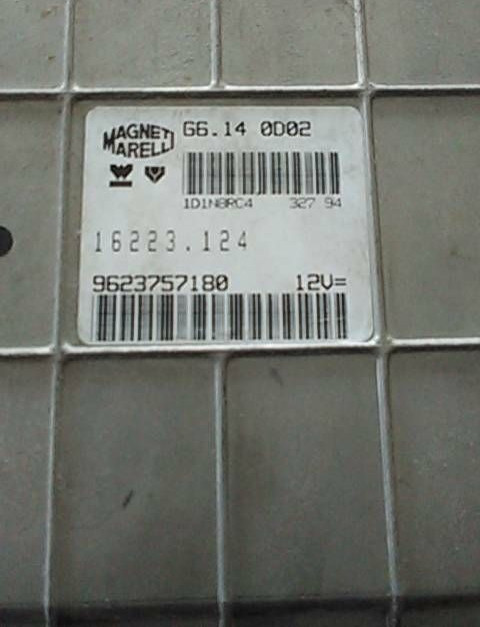 MAGNETI
MARELLI
G6.14 0D02
1D1N8RC4 327 94
16223.124
9623757180 12V=